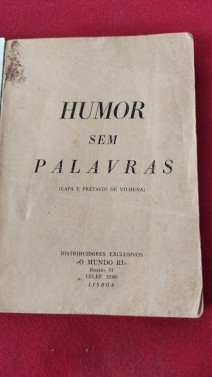 HUMOR
SEM
PALAVRAS
(CAPA E PREFÁCIO DE VILHENA)
DISTRIBUIDORES EXCLUSIVOS
«O MUNDO RI»
LISBOA